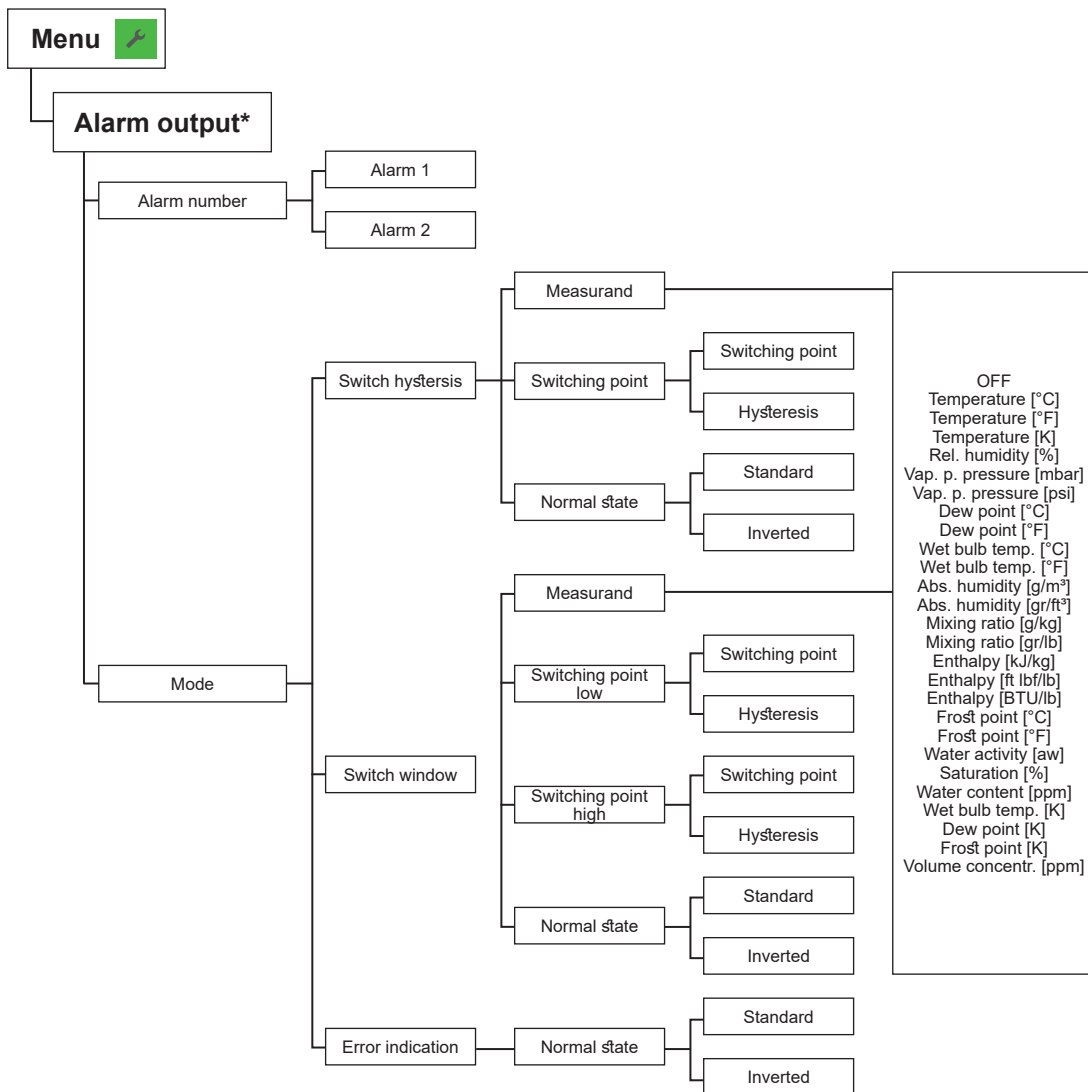 Menu
Alarm output*
Alarm number
Alarm 1
Alarm 2
Mode
Switch hystersis
Measurand
Switching point
Switching point
Hysteresis
Normal state
Standard
Inverted
Switch window
Measurand
Switching point
low
Switching point
Hysteresis
Switching point
high
Switching point
Hysteresis
Normal state
Standard
Inverted
Error indication
Normal state
Standard
Inverted
OFF
Temperature [°C]
Temperature [°F]
Temperature [K]
Rel. humidity [%]
Vap. p. pressure [mbar]
Vap. p. pressure [psi]
Dew point [°C]
Dew point [°F]
Wet bulb temp. [°C]
Wet bulb temp. [°F]
Abs. humidity [g/m³]
Abs. humidity [gr/ft³]
Mixing ratio [g/kg]
Mixing ratio [gr/lb]
Enthalpy [kJ/kg]
Enthalpy [ft lbf/lb]
Enthalpy [BTU/lb]
Frost point [°C]
Frost point [°F]
Water activity [aw]
Saturation [%]
Water content [ppm]
Wet bulb temp. [K]
Dew point [K]
Frost point [K]
Volume concentr. [ppm]